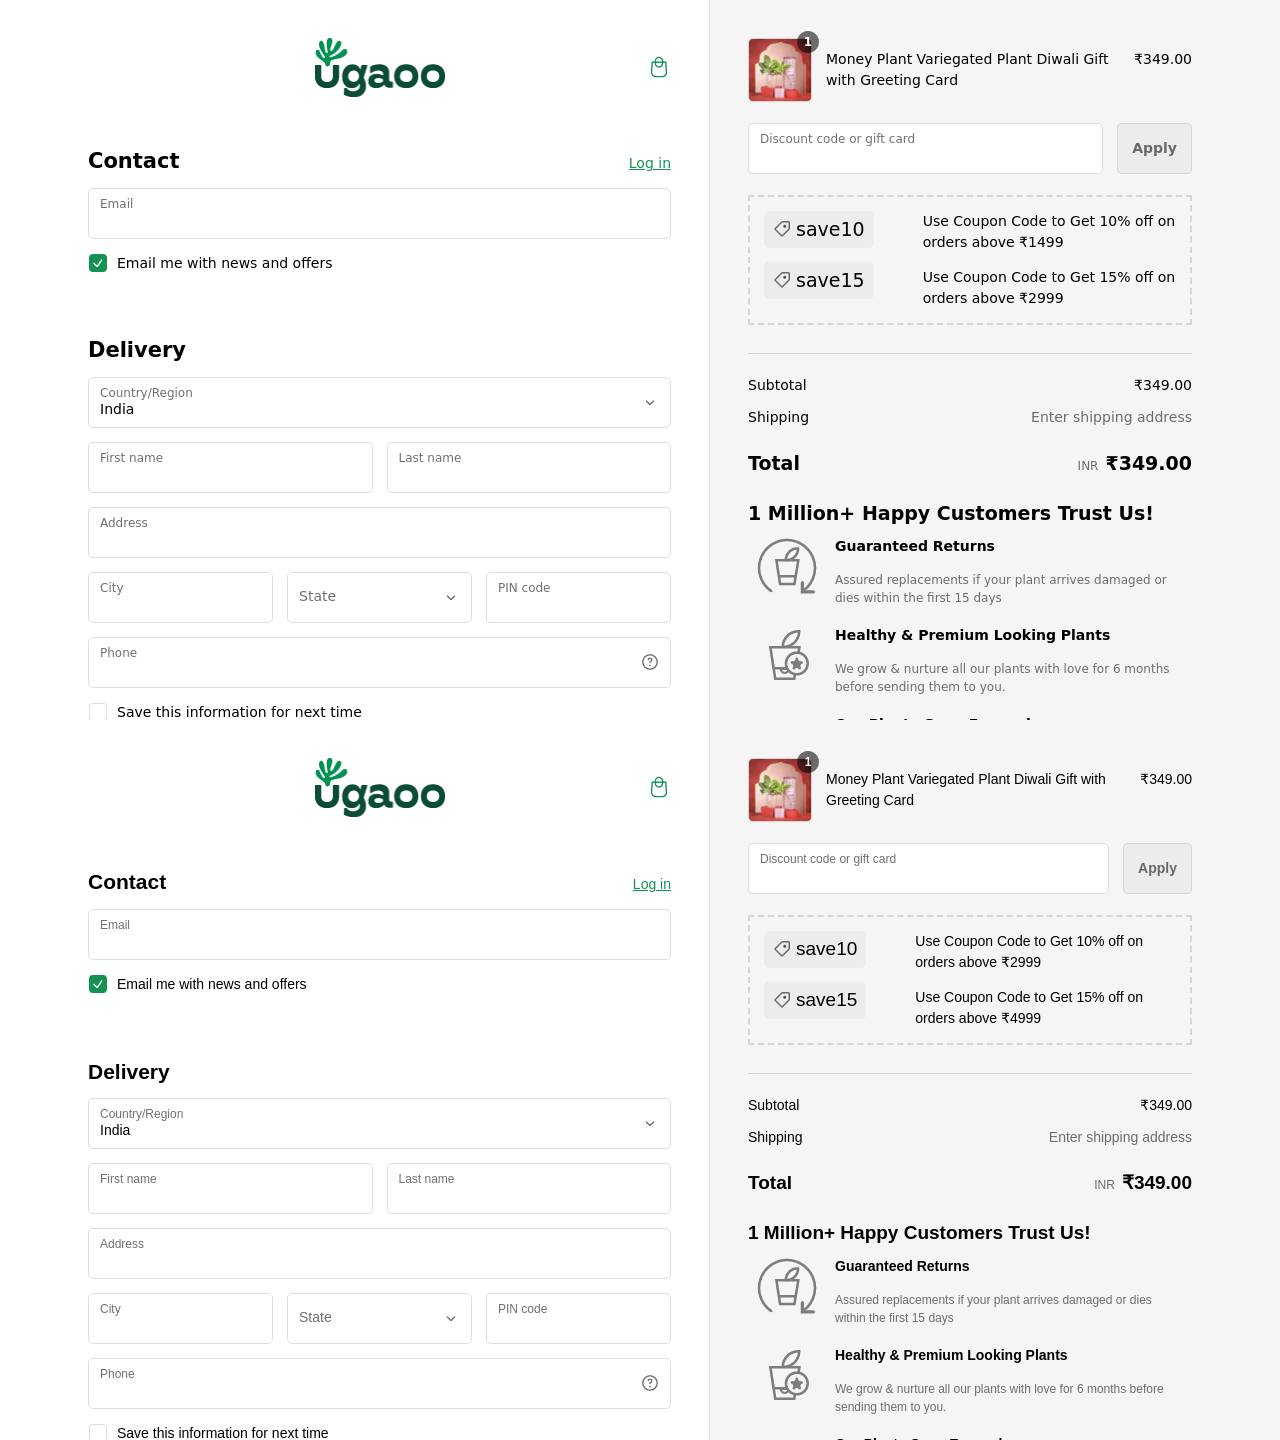 ugaoo
Contact
Log in
Email
Email me with news and offers
Delivery
Country/Region
India
First name
Last name
Address
City
State
PIN code
Phone
Save this information for next time
1
Money Plant Variegated Plant Diwali Gift
with Greeting Card
₹349.00
Discount code or gift card
Apply
save10
Use Coupon Code to Get 10% off on
orders above ₹1499
save15
Use Coupon Code to Get 15% off on
orders above ₹2999
Subtotal
₹349.00
Shipping
Enter shipping address
Total
INR ₹349.00
1 Million+ Happy Customers Trust Us!
Guaranteed Returns
Assured replacements if your plant arrives damaged or
dies within the first 15 days
Healthy & Premium Looking Plants
We grow & nurture all our plants with love for 6 months
before sending them to you.
ugaoo
Contact
Log in
Email
Email me with news and offers
Delivery
Country/Region
India
First name
Last name
Address
City
State
PIN code
Phone
Save this information for next time
1
Money Plant Variegated Plant Diwali Gift with
Greeting Card
₹349.00
Discount code or gift card
Apply
save10
Use Coupon Code to Get 10% off on
orders above ₹2999
save15
Use Coupon Code to Get 15% off on
orders above ₹4999
Subtotal
₹349.00
Shipping
Enter shipping address
Total
INR ₹349.00
1 Million+ Happy Customers Trust Us!
Guaranteed Returns
Assured replacements if your plant arrives damaged or dies
within the first 15 days
Healthy & Premium Looking Plants
We grow & nurture all our plants with love for 6 months before
sending them to you.